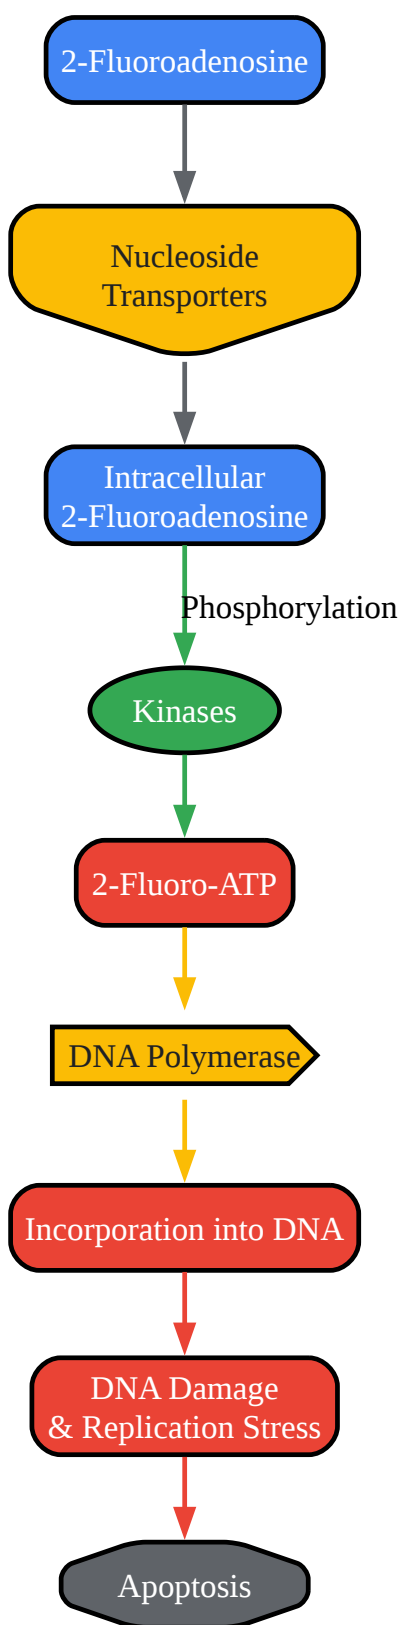 2-Fluoroadenosine
Nucleoside
Transporters
Intracellular
2-Fluoroadenosine
Phosphorylation
Kinases
2-Fluoro-ATP
DNA Polymerase
Incorporation into DNA
DNA Damage
& Replication Stress
Apoptosis